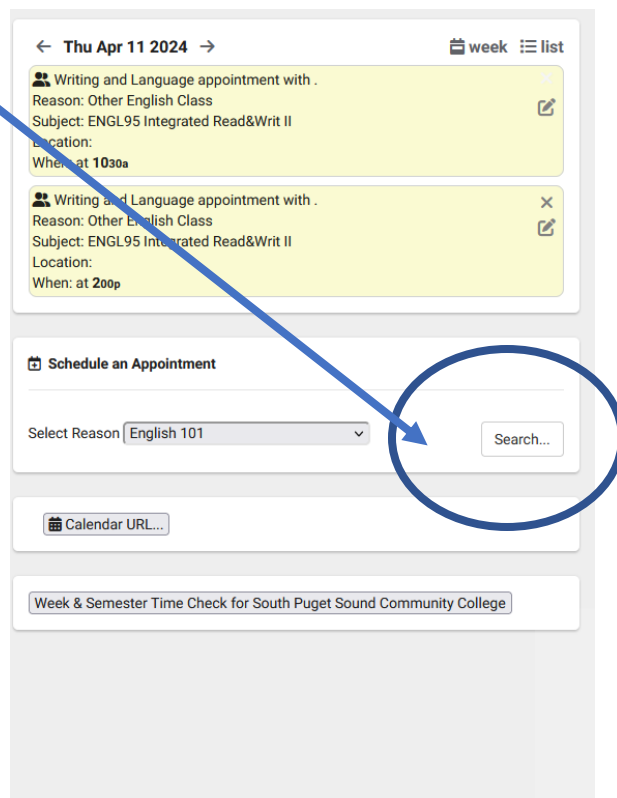 Thu Apr 11 2024 week list
Writing and Language appointment with .
Reason: Other English Class
Subject: ENGL95 Integrated Read&Writ II
Location:
When: at 1030a
Writing and Language appointment with .
Reason: Other English Class
Subject: ENGL95 Integrated Read&Writ II
Location:
When: at 200p
Schedule an Appointment
Select Reason English 101 Search...
Calendar URL...
Week & Semester Time Check for South Puget Sound Community College